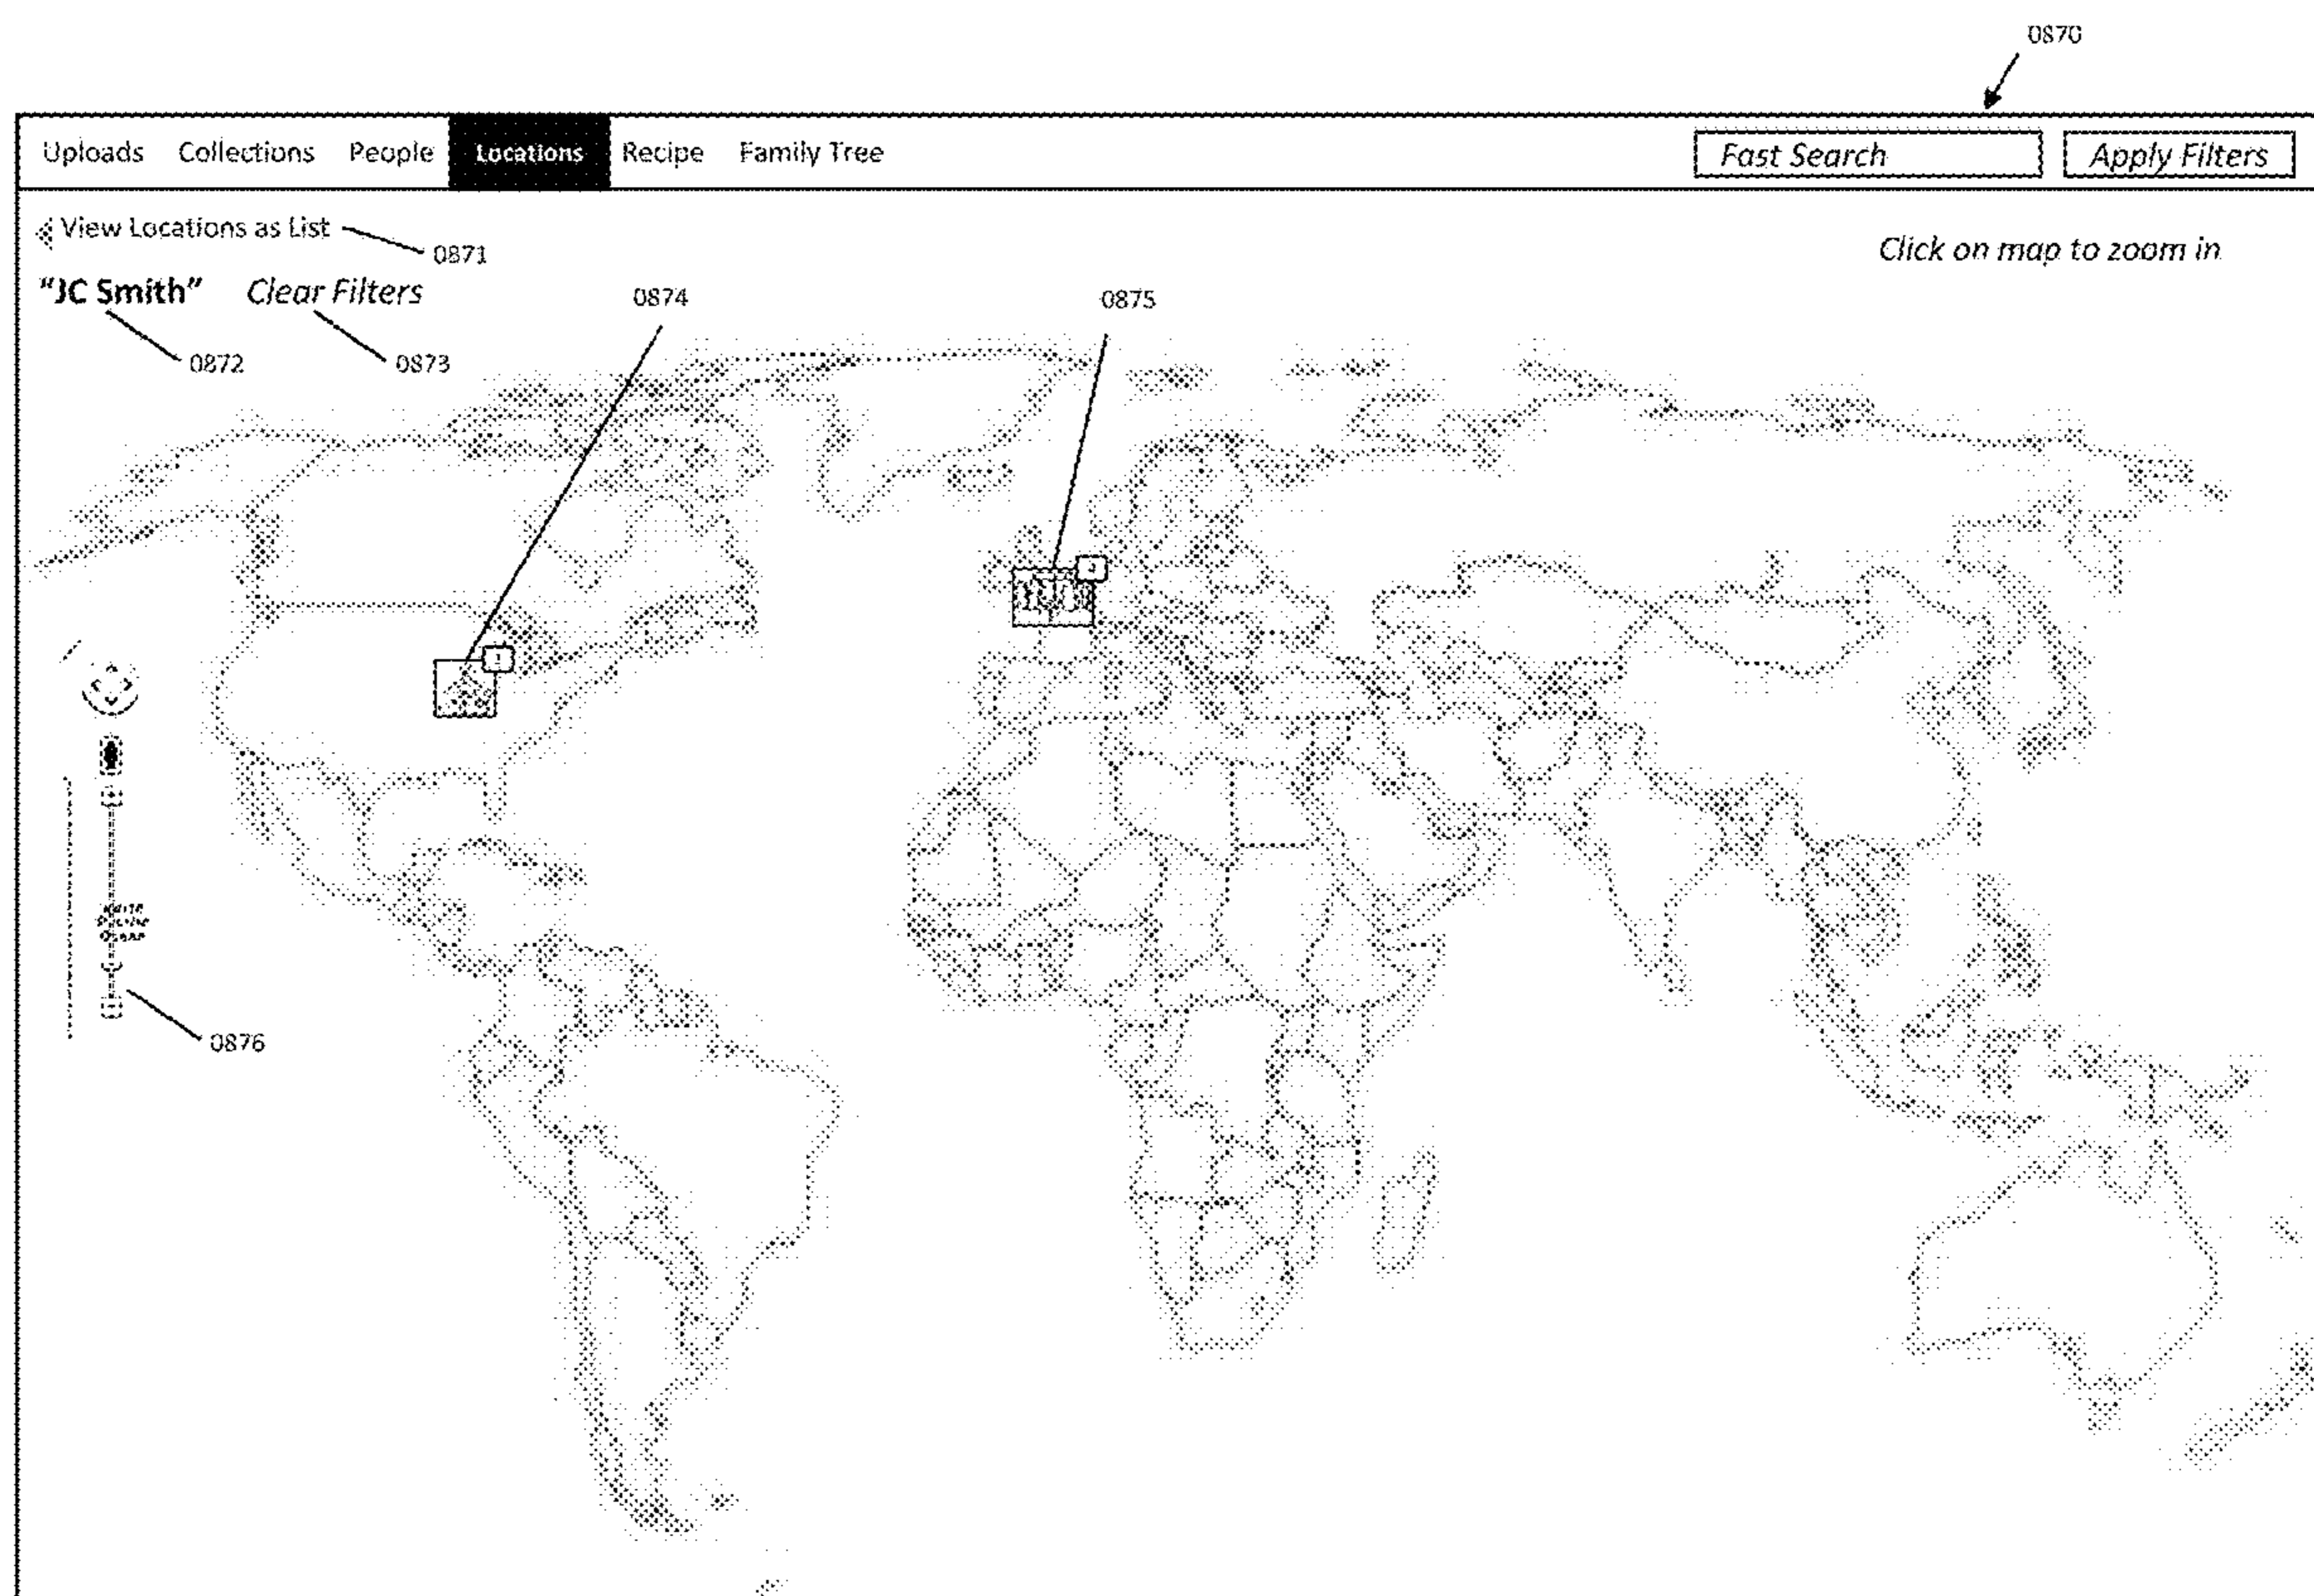 0870
Uploads Collections People Locations Recipe Family Tree Fast Search Apply Filters
View Locations as List
0871
Click on map to zoom in
"JC Smith" Clear Filters
0874
0875
0872
0873
0876